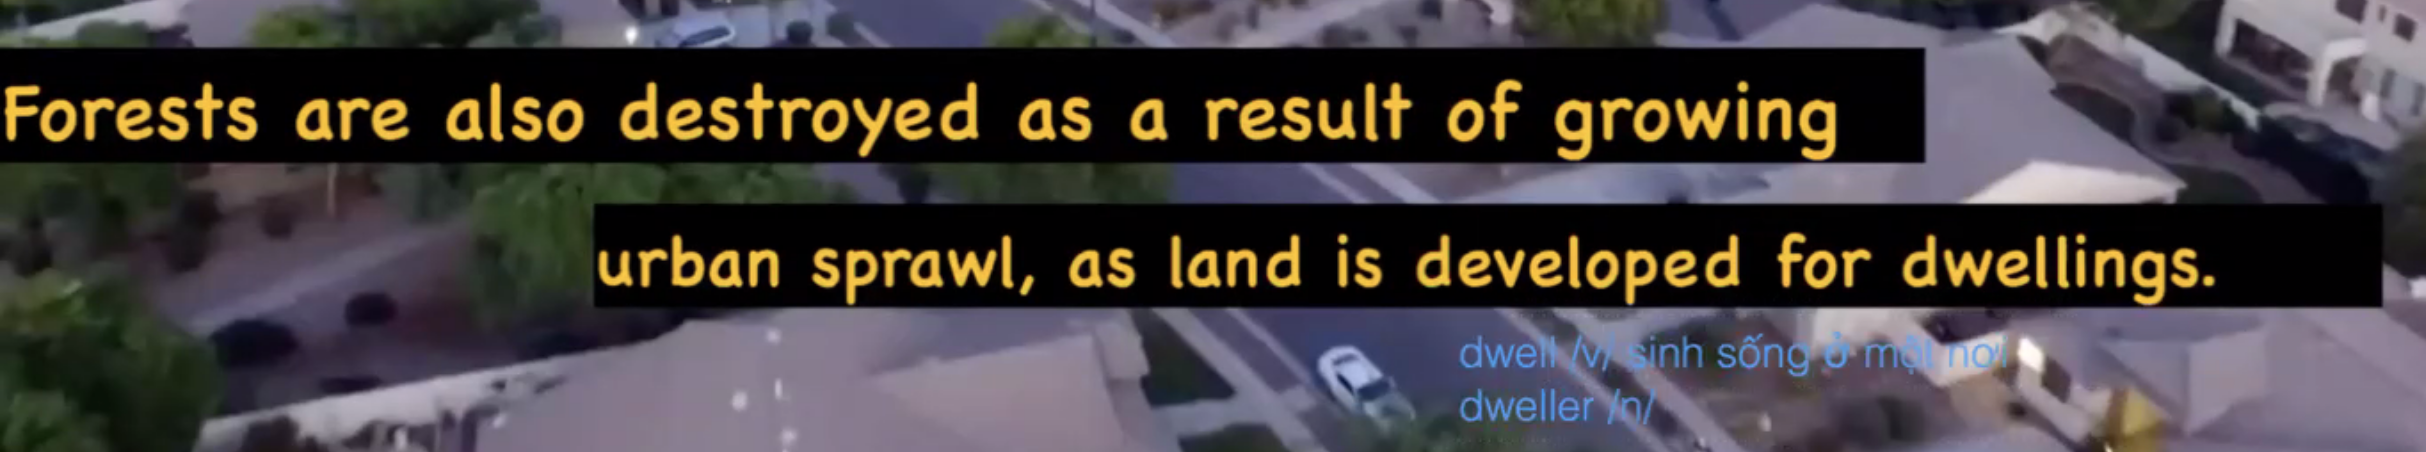 Forests are also destroyed as a result of growing
urban sprawl, as land is developed for dwellings.
dwell /v/ sinh sống ở một nơi
dweller /n/